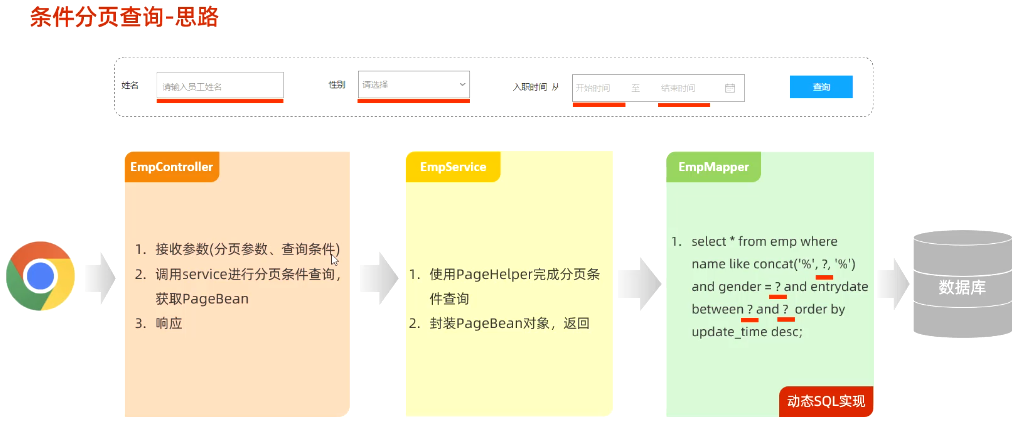 条件分页查询-思路
姓名 请输入员工姓名 性别 请选择 入职时间 从 开始时间 至 结束时间 查询
EmpController
1. 接收参数(分页参数、查询条件)
2. 调用service进行分页条件查询，
获取PageBean
3. 响应
EmpService
1. 使用PageHelper完成分页条
件查询
2. 封装PageBean对象，返回
EmpMapper
1. select * from emp where
name like concat('%', ?, '%')
and gender = ? and entrydate
between ? and ? order by
update_time desc;
动态SQL实现
数据库